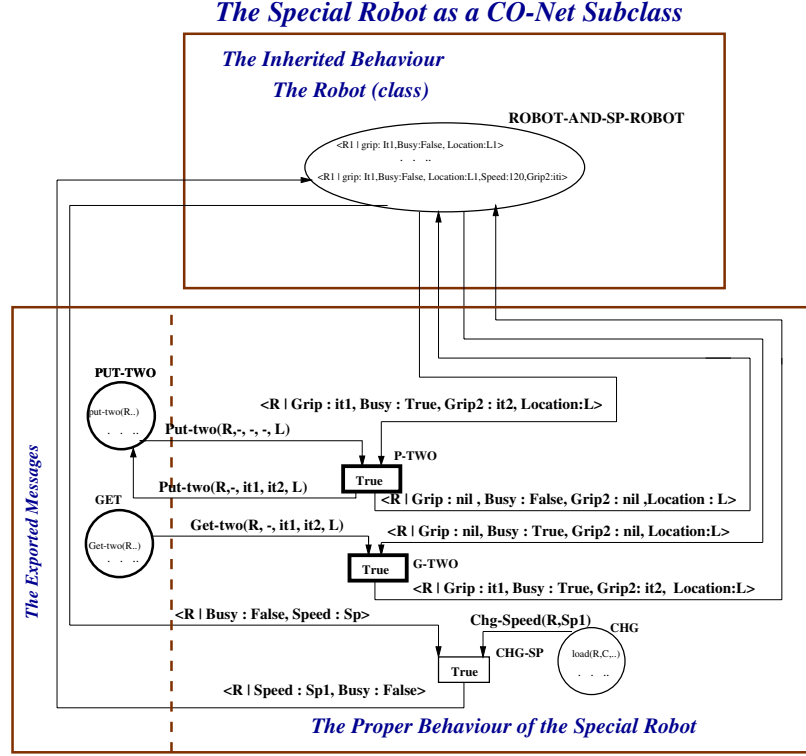 The Special Robot as a CO-Net Subclass
The Inherited Behaviour
The Robot (class)
ROBOT-AND-SP-ROBOT
<R1 | grip: It1,Busy:False, Location:L1>
. . ..
<R1 | grip: It1,Busy:False, Location:L1,Speed:120,Grip2:iti>
The Exported Messages
PUT-TWO
put-two(R..)
. . ..
<R | Grip : it1, Busy : True, Grip2 : it2, Location:L>
Put-two(R,-, -, -, L)
P-TWO
True
Put-two(R,-, it1, it2, L)
<R | Grip : nil , Busy : False, Grip2 : nil ,Location : L>
GET
Get-two(R..)
. . ..
Get-two(R, -, it1, it2, L)
<R | Grip : nil, Busy : True, Grip2 : nil, Location:L>
G-TWO
True
<R | Grip : it1, Busy : True, Grip2: it2, Location:L>
<R | Busy : False, Speed : Sp>
Chg-Speed(R,Sp1)
CHG
load(R,C,..)
. . ..
CHG-SP
True
<R | Speed : Sp1, Busy : False>
The Proper Behaviour of the Special Robot